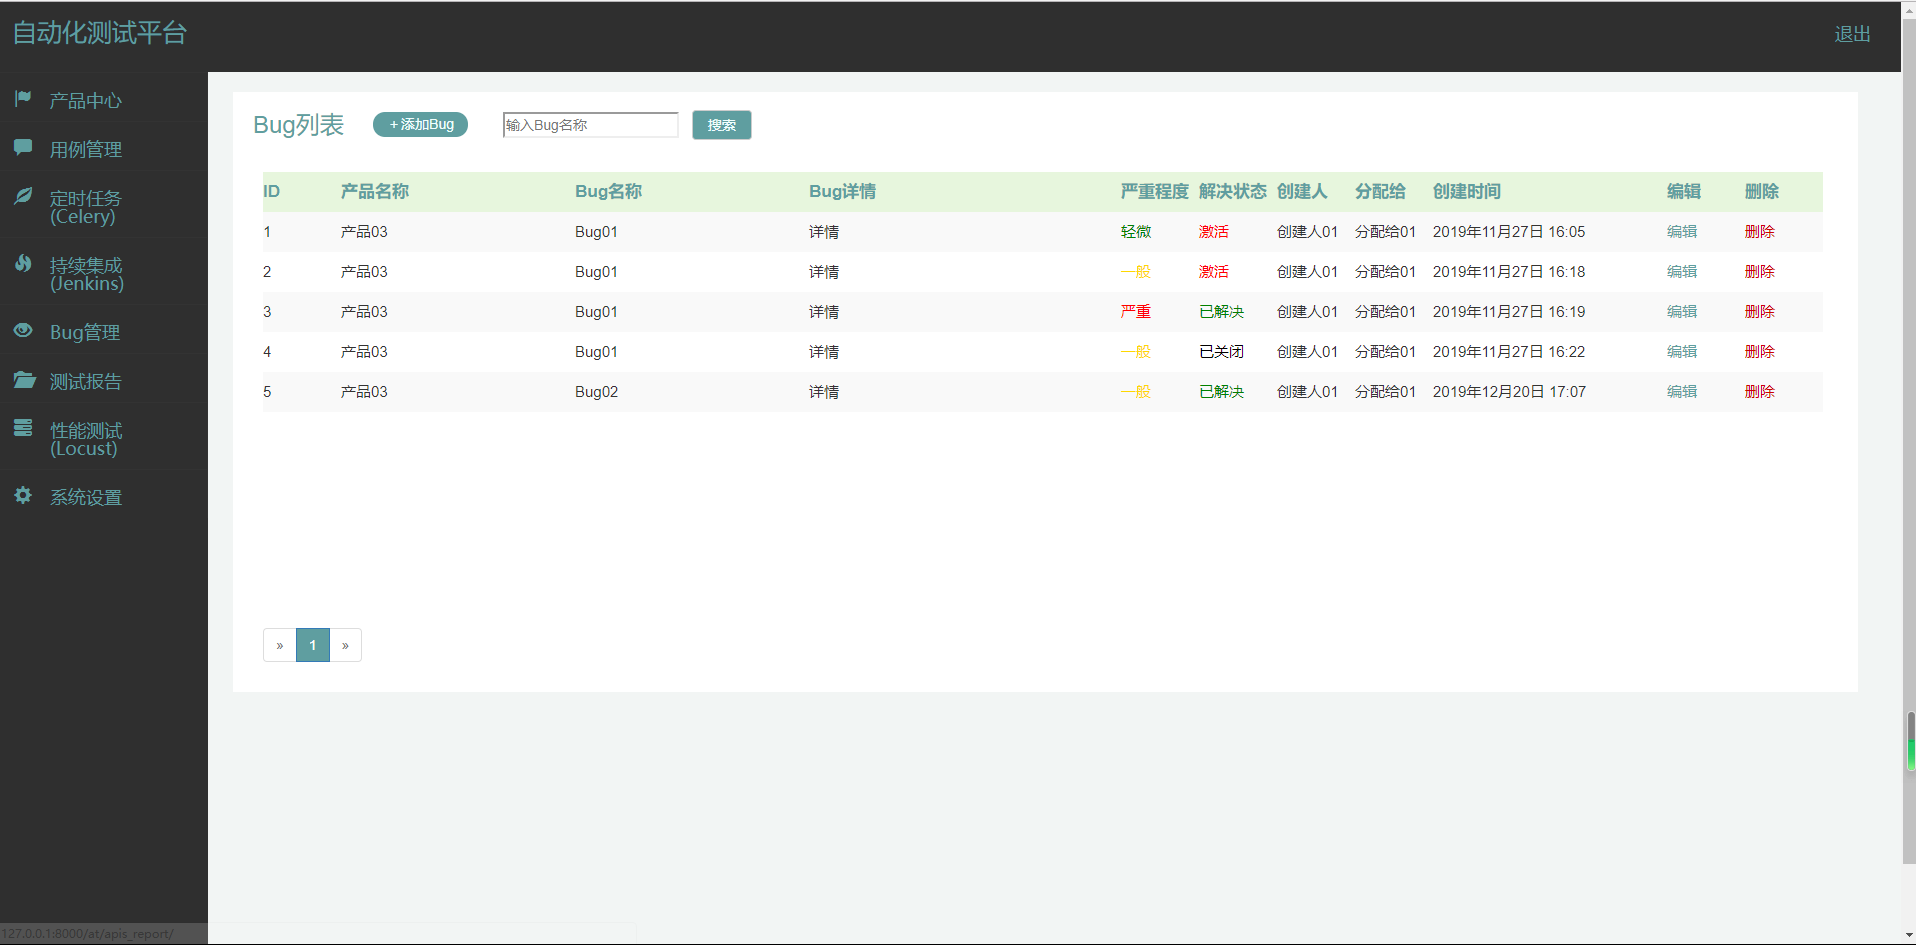 自动化测试平台
退出
产品中心
用例管理
定时任务
(Celery)
持续集成
(Jenkins)
Bug管理
测试报告
性能测试
(Locust)
系统设置
Bug列表 +添加Bug 输入Bug名称 搜索
ID 产品名称 Bug名称 Bug详情 严重程度 解决状态 创建人 分配给 创建时间 编辑 删除
1 产品03 Bug01 详情 轻微 激活 创建人01 分配给01 2019年11月27日 16:05 编辑 删除
2 产品03 Bug01 详情 一般 激活 创建人01 分配给01 2019年11月27日 16:18 编辑 删除
3 产品03 Bug01 详情 严重 已解决 创建人01 分配给01 2019年11月27日 16:19 编辑 删除
4 产品03 Bug01 详情 一般 已关闭 创建人01 分配给01 2019年11月27日 16:22 编辑 删除
5 产品03 Bug02 详情 一般 已解决 创建人01 分配给01 2019年12月20日 17:07 编辑 删除
» 1 »
127.0.0.1:8000/at/apis_report/